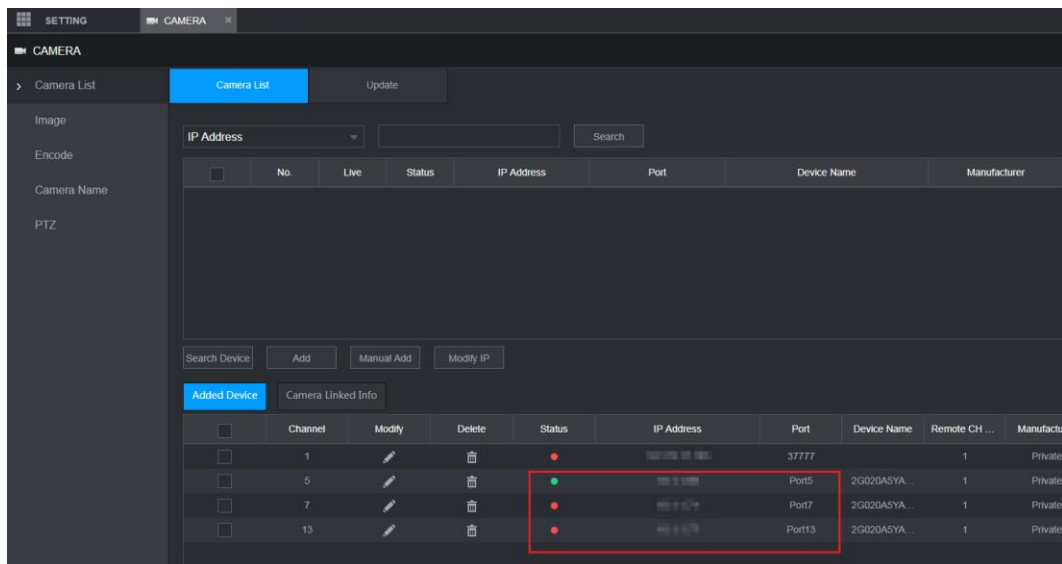 SETTING CAMERA ×
CAMERA
> Camera List
Camera List Update
Image
IP Address Search
Encode
No. Live Status IP Address Port Device Name Manufacturer
Camera Name
PTZ
Search Device Add Manual Add Modify IP
Added Device Camera Linked Info
Channel Modify Delete Status IP Address Port Device Name Remote CH ... Manufactu
1 37777 1 Private
5 Port5 2G020A5YA... 1 Private
7 Port7 2G020A5YA... 1 Private
13 Port13 2G020A5YA... 1 Private